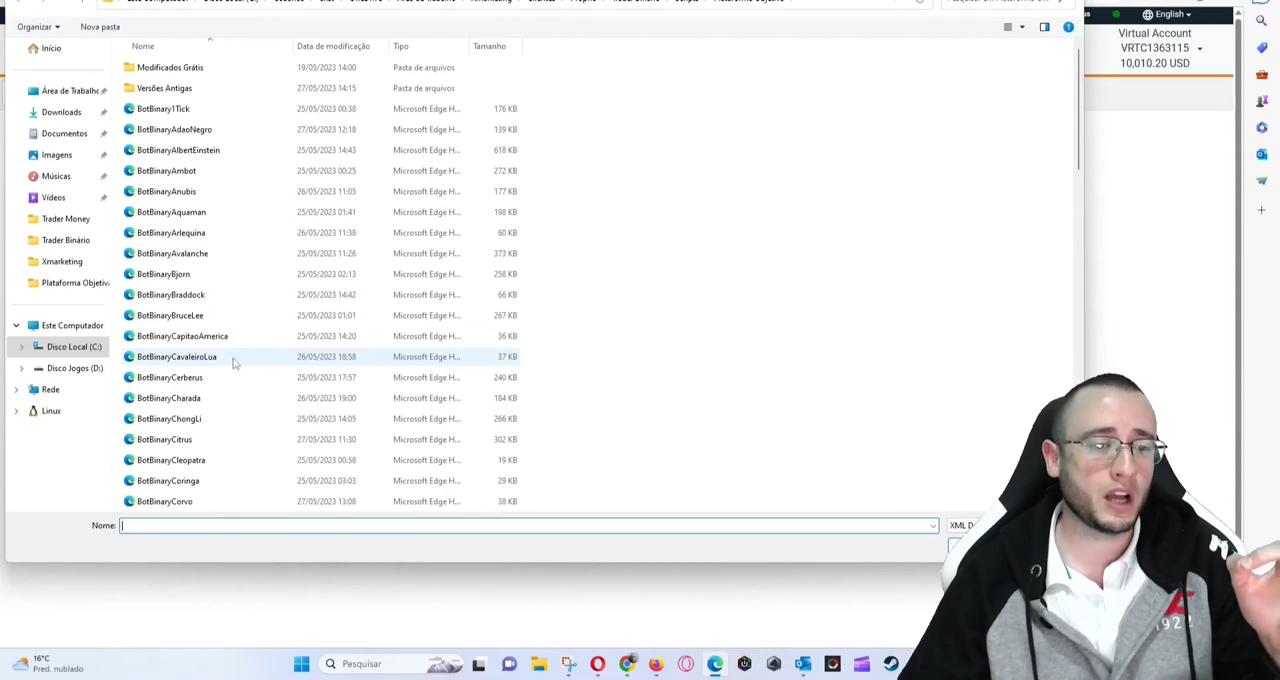 Organizar
Nova pasta
English
Virtual Account
VRTC1363115
10,010.20 USD
Nome
Data de modificação
Tipo
Tamanho
Início
Área de Trabalho
Downloads
Documentos
Imagens
Músicas
Vídeos
Trader Money
Trader Binário
Xmarketing
Plataforma Objetiva
Este Computador
Disco Local (C:)
Disco Jogos (D:)
Rede
Linux
Modificados Grátis 19/05/2023 14:00 Pasta de arquivos
Versões Antigas 27/05/2023 14:15 Pasta de arquivos
BotBinary1Tick 25/05/2023 00:38 Microsoft Edge H... 176 KB
BotBinaryAdaoNegro 27/05/2023 12:18 Microsoft Edge H... 139 KB
BotBinaryAlbertEinstein 25/05/2023 14:43 Microsoft Edge H... 618 KB
BotBinaryAmbot 25/05/2023 00:25 Microsoft Edge H... 272 KB
BotBinaryAnubis 26/05/2023 11:05 Microsoft Edge H... 177 KB
BotBinaryAquaman 25/05/2023 01:41 Microsoft Edge H... 198 KB
BotBinaryArlequina 26/05/2023 11:38 Microsoft Edge H... 60 KB
BotBinaryAvalanche 25/05/2023 11:26 Microsoft Edge H... 373 KB
BotBinaryBjorn 25/05/2023 02:13 Microsoft Edge H... 258 KB
BotBinaryBraddock 25/05/2023 14:42 Microsoft Edge H... 66 KB
BotBinaryBruceLee 25/05/2023 01:01 Microsoft Edge H... 267 KB
BotBinaryCapitaoAmerica 25/05/2023 14:20 Microsoft Edge H... 36 KB
BotBinaryCavaleiroLua 26/05/2023 18:58 Microsoft Edge H... 37 KB
BotBinaryCerberus 25/05/2023 17:57 Microsoft Edge H... 240 KB
BotBinaryCharada 26/05/2023 19:00 Microsoft Edge H... 184 KB
BotBinaryChongLi 25/05/2023 14:05 Microsoft Edge H... 266 KB
BotBinaryCitrus 27/05/2023 11:30 Microsoft Edge H... 302 KB
BotBinaryCleopatra 25/05/2023 00:58 Microsoft Edge H... 19 KB
BotBinaryCoringa 25/05/2023 03:03 Microsoft Edge H... 29 KB
BotBinaryCorvo 27/05/2023 13:08 Microsoft Edge H... 38 KB
Nome:
XML D
1922
16°C
Pred. nublado
Pesquisar